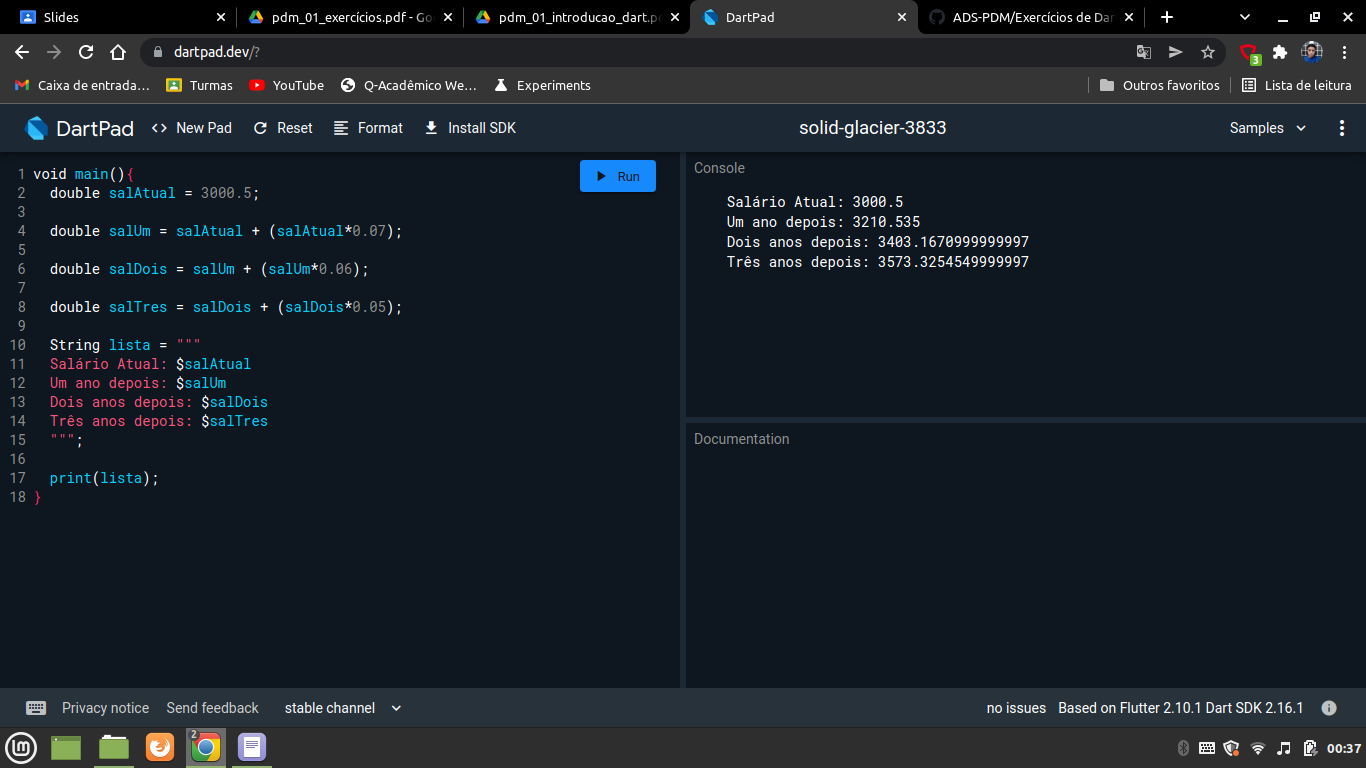 Slides
pdm_01_exercícios.pdf - Go
pdm_01_introducao_dart.p
DartPad
ADS-PDM/Exercícios de Dar
dartpad.dev/?
3
Caixa de entrada…
Turmas
YouTube
Q-Acadêmico We…
Experiments
Outros favoritos
Lista de leitura
DartPad
<> New Pad
Reset
Format
Install SDK
solid-glacier-3833
Samples
Run
1 void main(){
2 double salAtual = 3000.5;
3
4 double salUm = salAtual + (salAtual*0.07);
5
6 double salDois = salUm + (salUm*0.06);
7
8 double salTres = salDois + (salDois*0.05);
9
10 String lista = """
11 Salário Atual: $salAtual
12 Um ano depois: $salUm
13 Dois anos depois: $salDois
14 Três anos depois: $salTres
15 """;
16
17 print(lista);
18 }
Console
Salário Atual: 3000.5
Um ano depois: 3210.535
Dois anos depois: 3403.1670999999997
Três anos depois: 3573.3254549999997
Documentation
Privacy notice
Send feedback
stable channel
no issues
Based on Flutter 2.10.1 Dart SDK 2.16.1
2
00:37